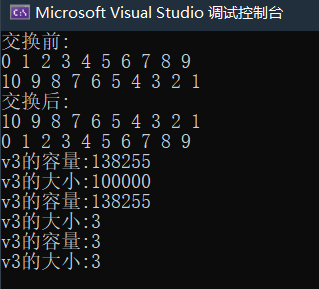 Microsoft Visual Studio 调试控制台
交换前:
0 1 2 3 4 5 6 7 8 9
10 9 8 7 6 5 4 3 2 1
交换后:
10 9 8 7 6 5 4 3 2 1
0 1 2 3 4 5 6 7 8 9
v3的容量:138255
v3的大小:100000
v3的容量:138255
v3的大小:3
v3的容量:3
v3的大小:3